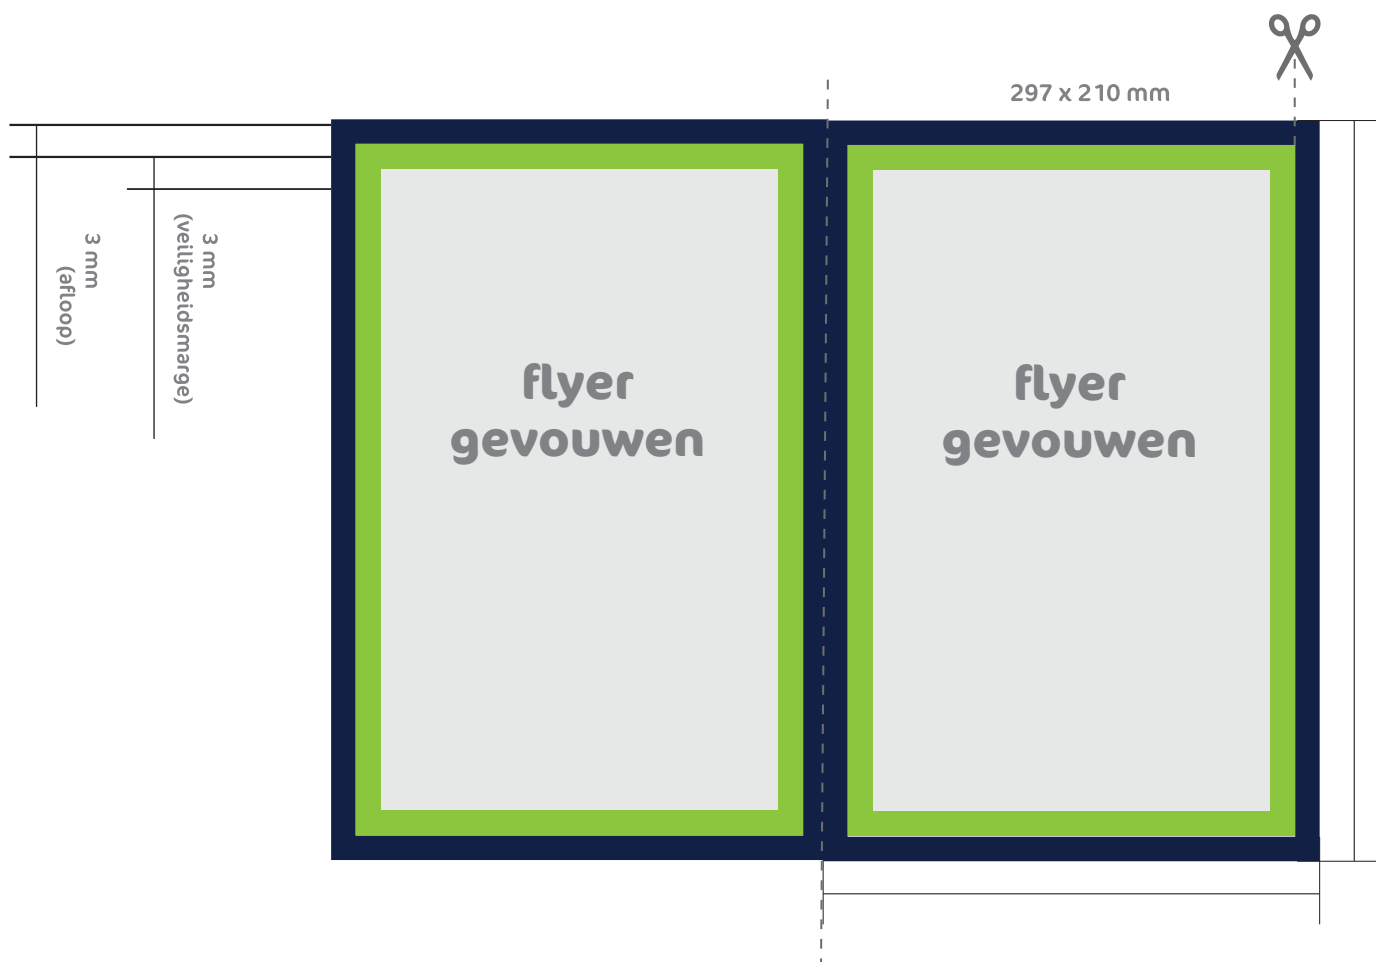 297 x 210 mm
3 mm
(afloop)
3 mm
(veiligheidsmarge)
flyer
gevouwen
flyer
gevouwen